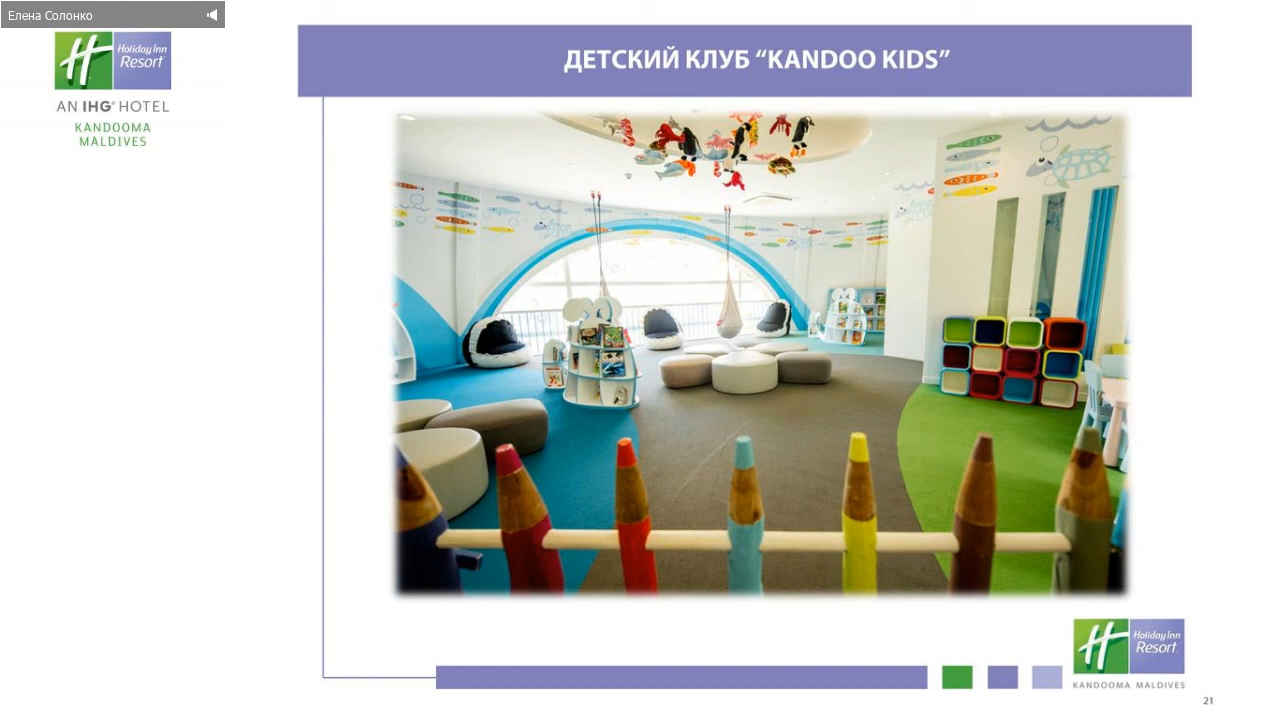 Елена Солонко
Holiday Inn
Resort
AN IHG® HOTEL
KANDOOMA
MALDIVES
ДЕТСКИЙ КЛУБ “KANDOO KIDS”
Holiday Inn
Resort
KANDOOMA MALDIVES
21